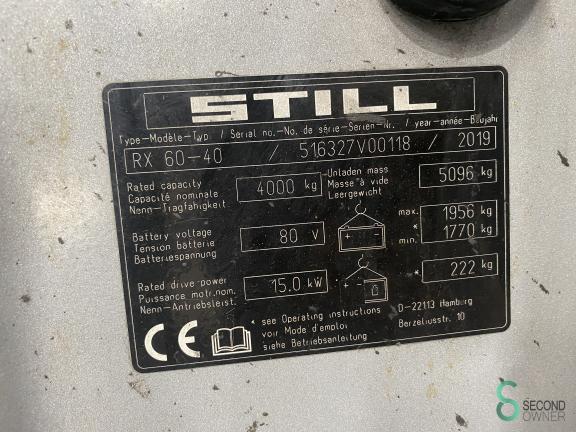 STILL
Type-Modèle-Typ / Serial no.-No. de série-Serien-Nr. / year-année-Baujahr
RX 60-40 / 516327V00118 / 2019
Rated capacity
Capacité nominale
Nenn-Tragfähigkeit
4000 kg
Unladen mass
Masse à vide
Leergewicht
5096 kg
Battery voltage
Tension batterie
Batteriespannung
80 V
+ -
max. 1956 kg
*
min. 1770 kg
Rated drive power
Puissance motr.nom.
Nenn-Antriebsleist.
15.0 kW
+ -
* 222 kg
CE
* see Operating instructions
voir Mode d'emploi
siehe Betriebsanleitung
D-22113 Hamburg
Berzeliusstr. 10
SECOND
OWNER